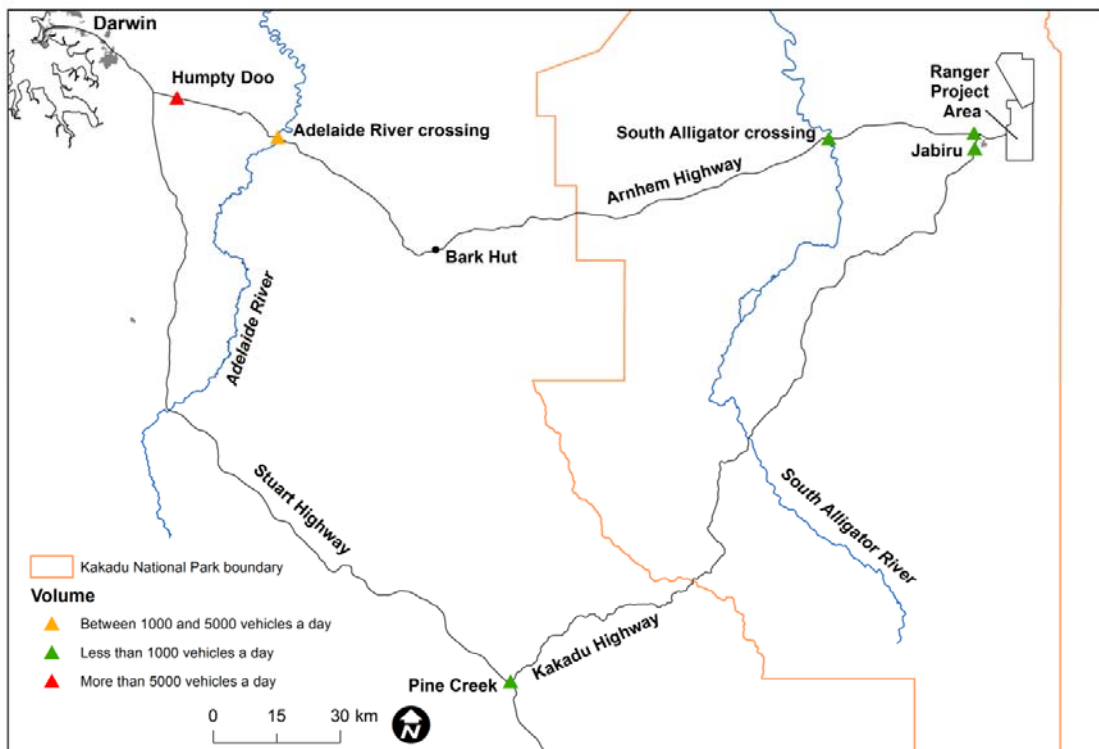 Darwin
Humpty Doo
Adelaide River crossing
South Alligator crossing
Ranger
Project
Area
Jabiru
Arnhem Highway
Bark Hut
Adelaide River
Stuart Highway
South Alligator River
Kakadu Highway
Pine Creek
Kakadu National Park boundary
Volume
Between 1000 and 5000 vehicles a day
Less than 1000 vehicles a day
More than 5000 vehicles a day
0 15 30 km
N